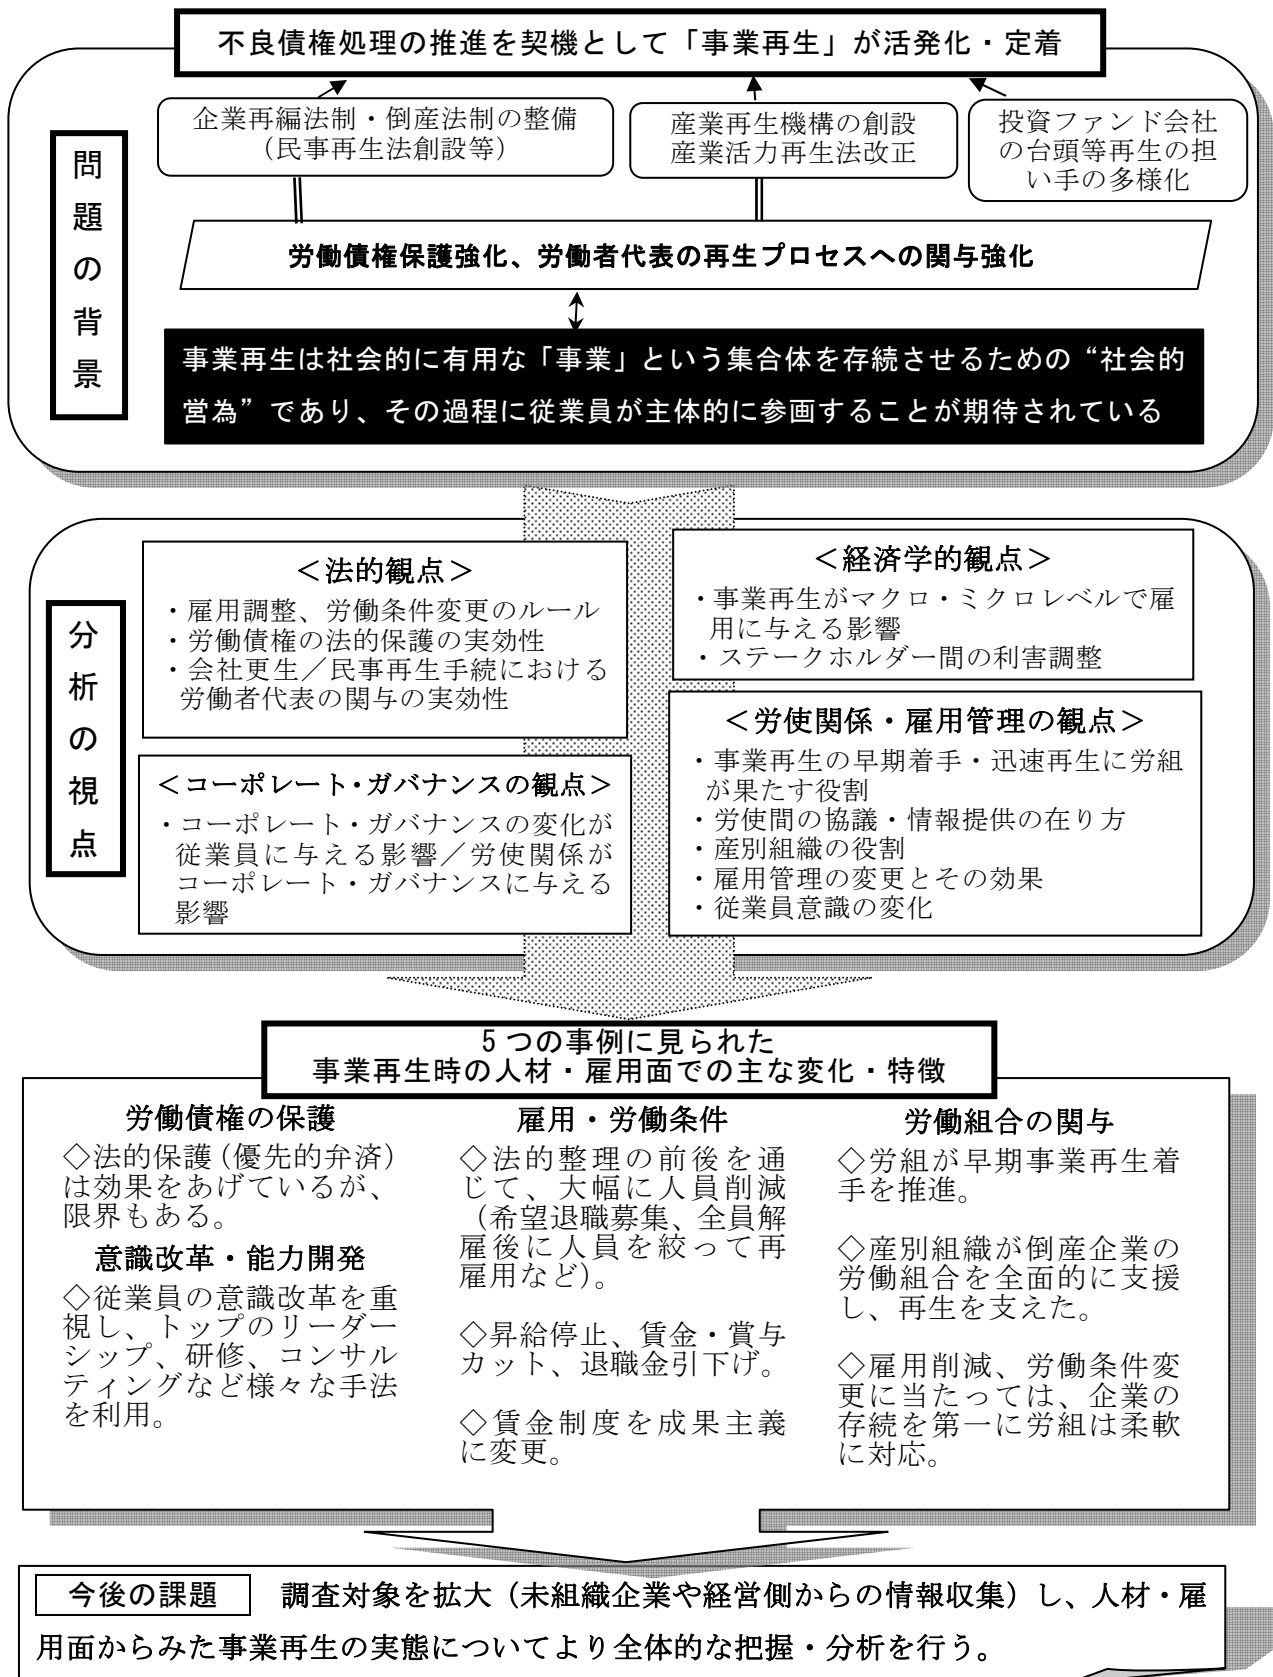 不良債権処理の推進を契機として「事業再生」が活発化・定着
企業再編法制・倒産法制の整備
（民事再生法創設等）
産業再生機構の創設
産業活力再生法改正
投資ファンド会社
の台頭等再生の担
い手の多様化
問題の背景
労働債権保護強化、労働者代表の再生プロセスへの関与強化
事業再生は社会的に有用な「事業」という集合体を存続させるための“社会的
営為”であり、その過程に従業員が主体的に参画することが期待されている
分析の視点
＜法的観点＞
・雇用調整、労働条件変更のルール
・労働債権の法的保護の実効性
・会社更生／民事再生手続における
労働者代表の関与の実効性
＜コーポレート・ガバナンスの観点＞
・コーポレート・ガバナンスの変化が
従業員に与える影響／労使関係が
コーポレート・ガバナンスに与える
影響
＜経済学的観点＞
・事業再生がマクロ・ミクロレベルで雇
用に与える影響
・ステークホルダー間の利害調整
＜労使関係・雇用管理の観点＞
・事業再生の早期着手・迅速再生に労組
が果たす役割
・労使間の協議・情報提供の在り方
・産別組織の役割
・雇用管理の変更とその効果
・従業員意識の変化
5つの事例に見られた
事業再生時の人材・雇用面での主な変化・特徴
労働債権の保護
◇法的保護（優先的弁済）
は効果をあげているが、
限界もある。
意識改革・能力開発
◇従業員の意識改革を重
視し、トップのリーダー
シップ、研修、コンサル
ティングなど様々な手法
を利用。
雇用・労働条件
◇法的整理の前後を通
じて、大幅に人員削減
（希望退職募集、全員解
雇後に人員を絞って再
雇用など）。
◇昇給停止、賃金・賞与
カット、退職金引下げ。
◇賃金制度を成果主義
に変更。
労働組合の関与
◇労組が早期事業再生着
手を推進。
◇産別組織が倒産企業の
労働組合を全面的に支援
し、再生を支えた。
◇雇用削減、労働条件変
更に当たっては、企業の
存続を第一に労組は柔軟
に対応。
今後の課題　調査対象を拡大（未組織企業や経営側からの情報収集）し、人材・雇
用面からみた事業再生の実態についてより全体的な把握・分析を行う。